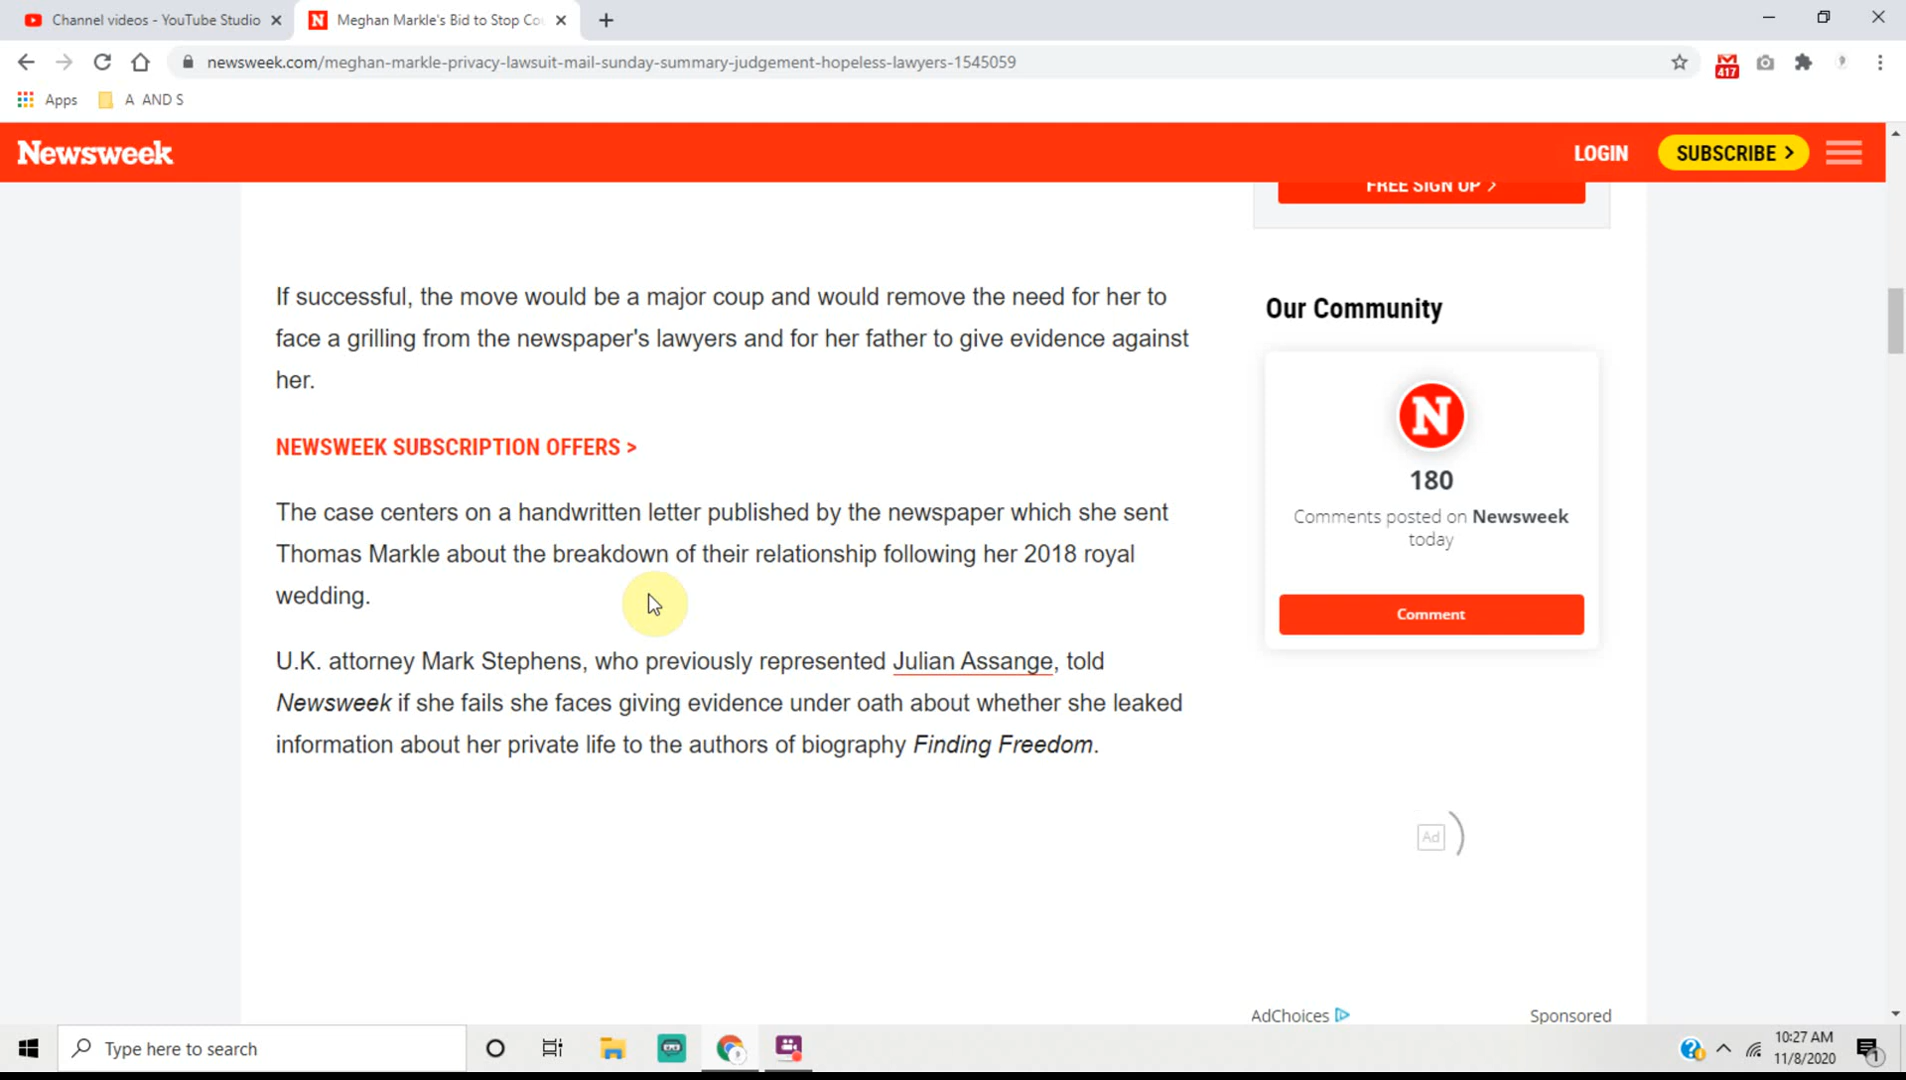 Channel videos - YouTube Studio
Meghan Markle's Bid to Stop Co
newsweek.com/meghan-markle-privacy-lawsuit-mail-sunday-summary-judgement-hopeless-lawyers-1545059
417
Apps
A AND S
Newsweek
LOGIN
SUBSCRIBE >
FREE SIGN UP >
If successful, the move would be a major coup and would remove the need for her to
face a grilling from the newspaper's lawyers and for her father to give evidence against
her.
NEWSWEEK SUBSCRIPTION OFFERS >
The case centers on a handwritten letter published by the newspaper which she sent
Thomas Markle about the breakdown of their relationship following her 2018 royal
wedding.
U.K. attorney Mark Stephens, who previously represented Julian Assange, told
Newsweek if she fails she faces giving evidence under oath about whether she leaked
information about her private life to the authors of biography Finding Freedom.
Our Community
N
180
Comments posted on Newsweek
today
Comment
Ad
AdChoices
Sponsored
Type here to search
10:27 AM
11/8/2020
1